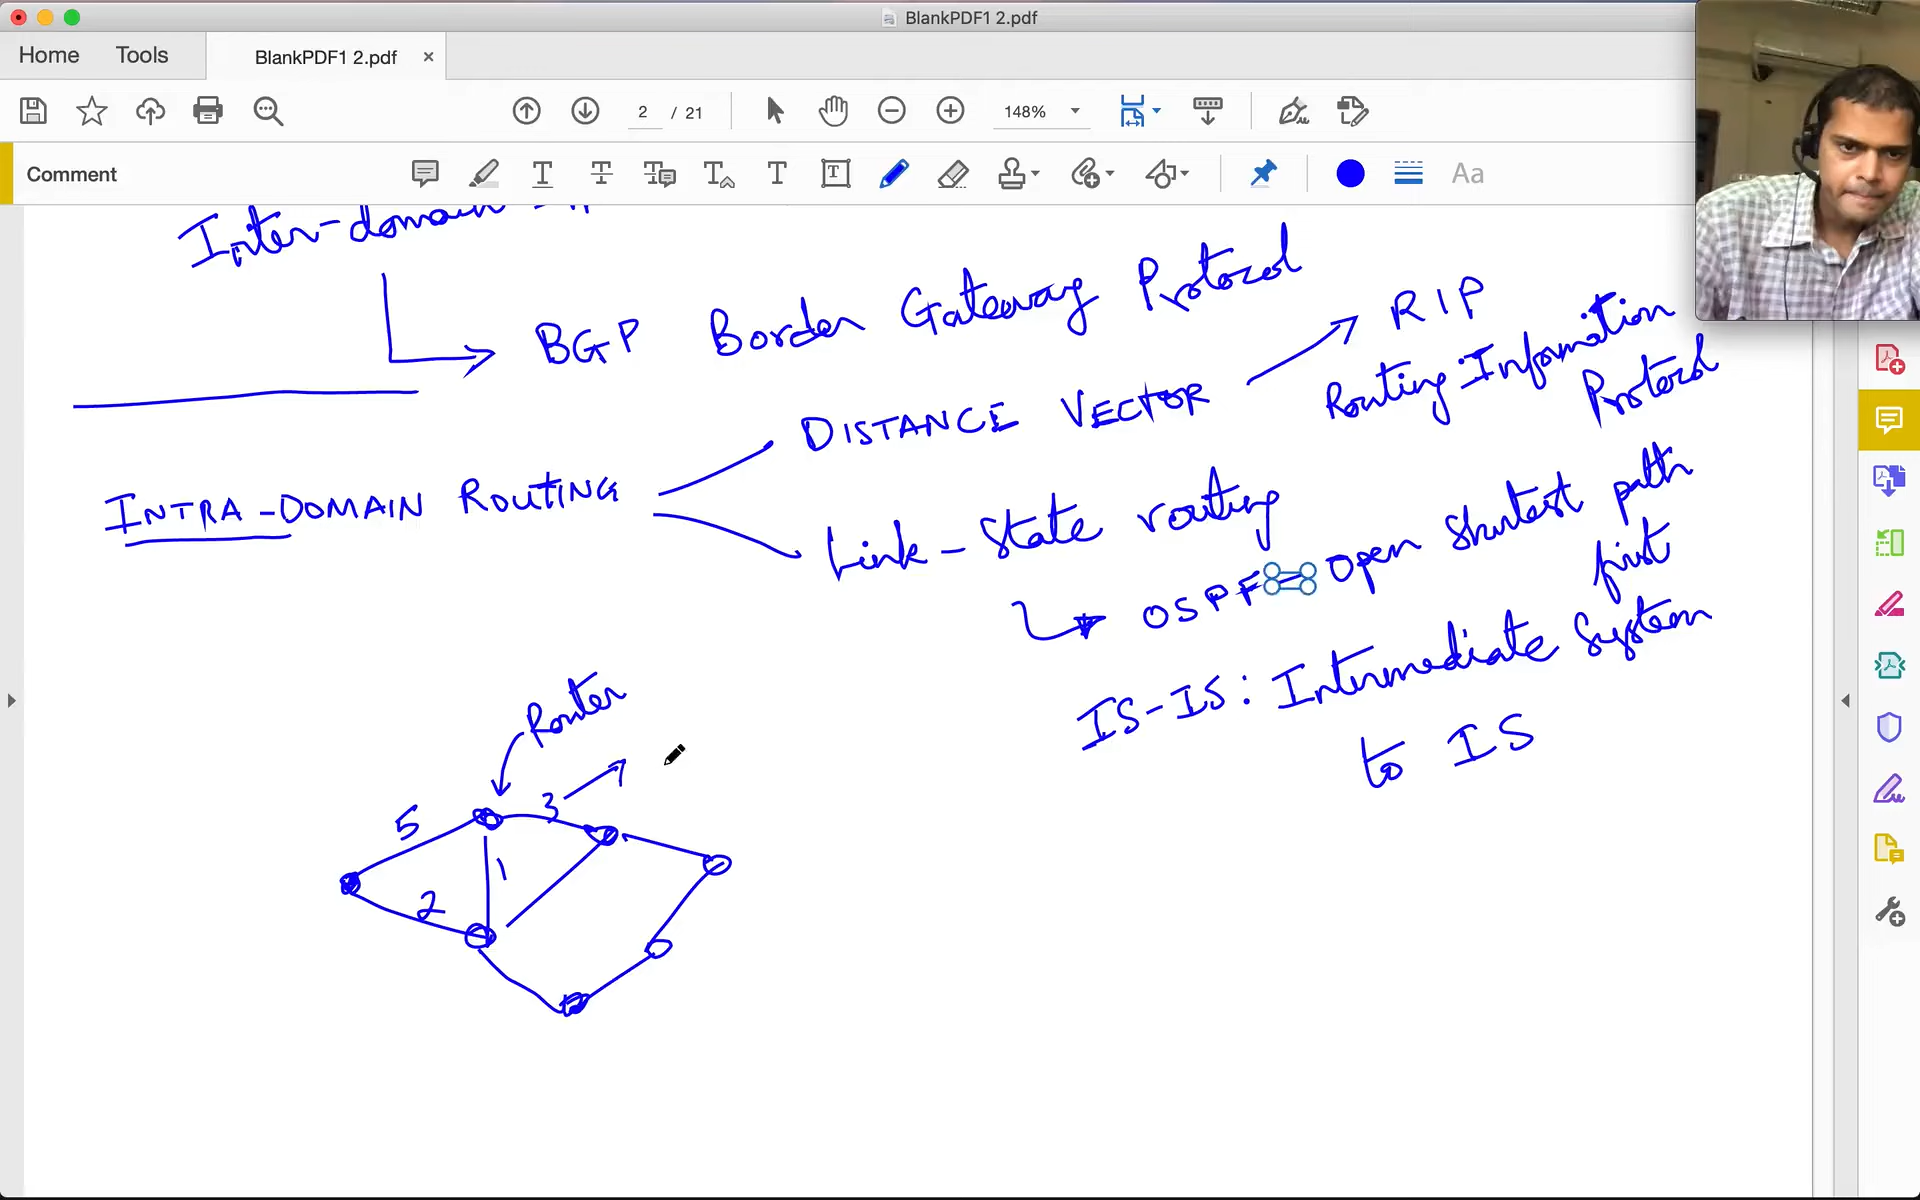 BlankPDF1 2.pdf
Home
Tools
BlankPDF1 2.pdf ×
2 / 21
148%
Comment
Aa
Inter-domain
BGP Border Gateway Protocol
RIP
Routing Information
Protocol
DISTANCE VECTOR
INTRA-DOMAIN ROUTING
Link-State routing
OSPF - Open Shortest path
first
IS-IS: Intermediate System
to IS
Router
5
3
1
2